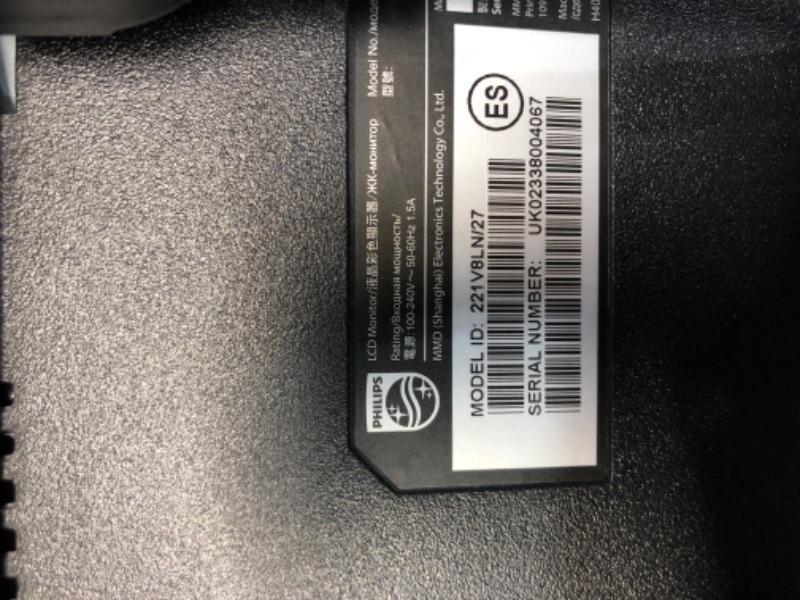 PHILIPS
LCD Monitor/液晶彩色顯示器/ЖК-монитор
Model No./
型號:
Rating/Входная мощность/
電源:100-240V～50-60Hz 1.5A
MMD (Shanghai) Electronics Technology Co., Ltd.
ES
MODEL ID: 221V8LN/27
SERIAL NUMBER: UK02338004067